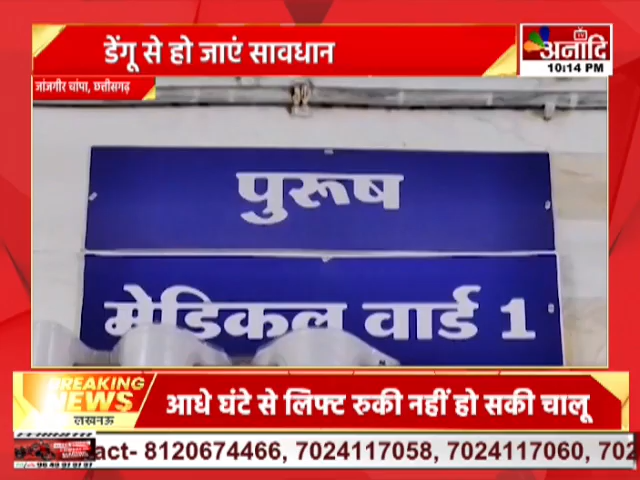 डेंगू से हो जाएं सावधान
अनादि
TV
10:14 PM
जांजगीर चांपा, छत्तीसगढ़
पुरूष
मेडिकल वार्ड 1
BREAKING
NEWS
लखनऊ
आधे घंटे से लिफ्ट रुकी नहीं हो सकी चालू
act- 8120674466, 7024117058, 7024117060, 702